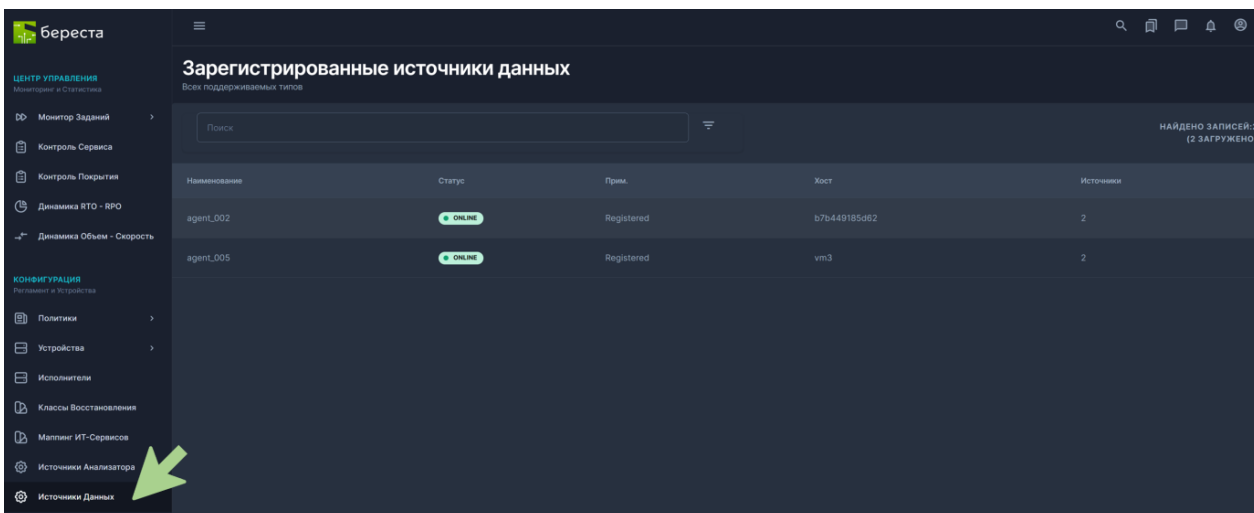 береста
ЦЕНТР УПРАВЛЕНИЯ
Мониторинг и Статистика
Монитор Заданий
Контроль Сервиса
Контроль Покрытия
Динамика RTO - RPO
Динамика Объем - Скорость
КОНФИГУРАЦИЯ
Регламент и Устройства
Политики
Устройства
Исполнители
Классы Восстановления
Маппинг ИТ-Сервисов
Источники Анализатора
Источники Данных
Зарегистрированные источники данных
Всех поддерживаемых типов
Поиск
НАЙДЕНО ЗАПИСЕЙ:
(2 ЗАГРУЖЕНО
Наименование Статус Прим. Хост Источники
agent_002 ONLINE Registered b7b449185d62 2
agent_005 ONLINE Registered vm3 2